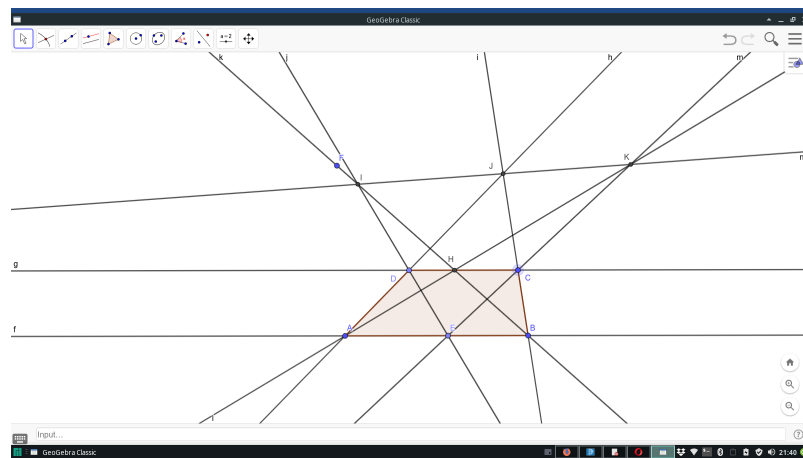 GeoGebra Classic
a=2
k
j
i
h
m
F
I
J
K
n
g
H
D
C
f
A
E
B
l
Input...
GeoGebra Classic
21:40